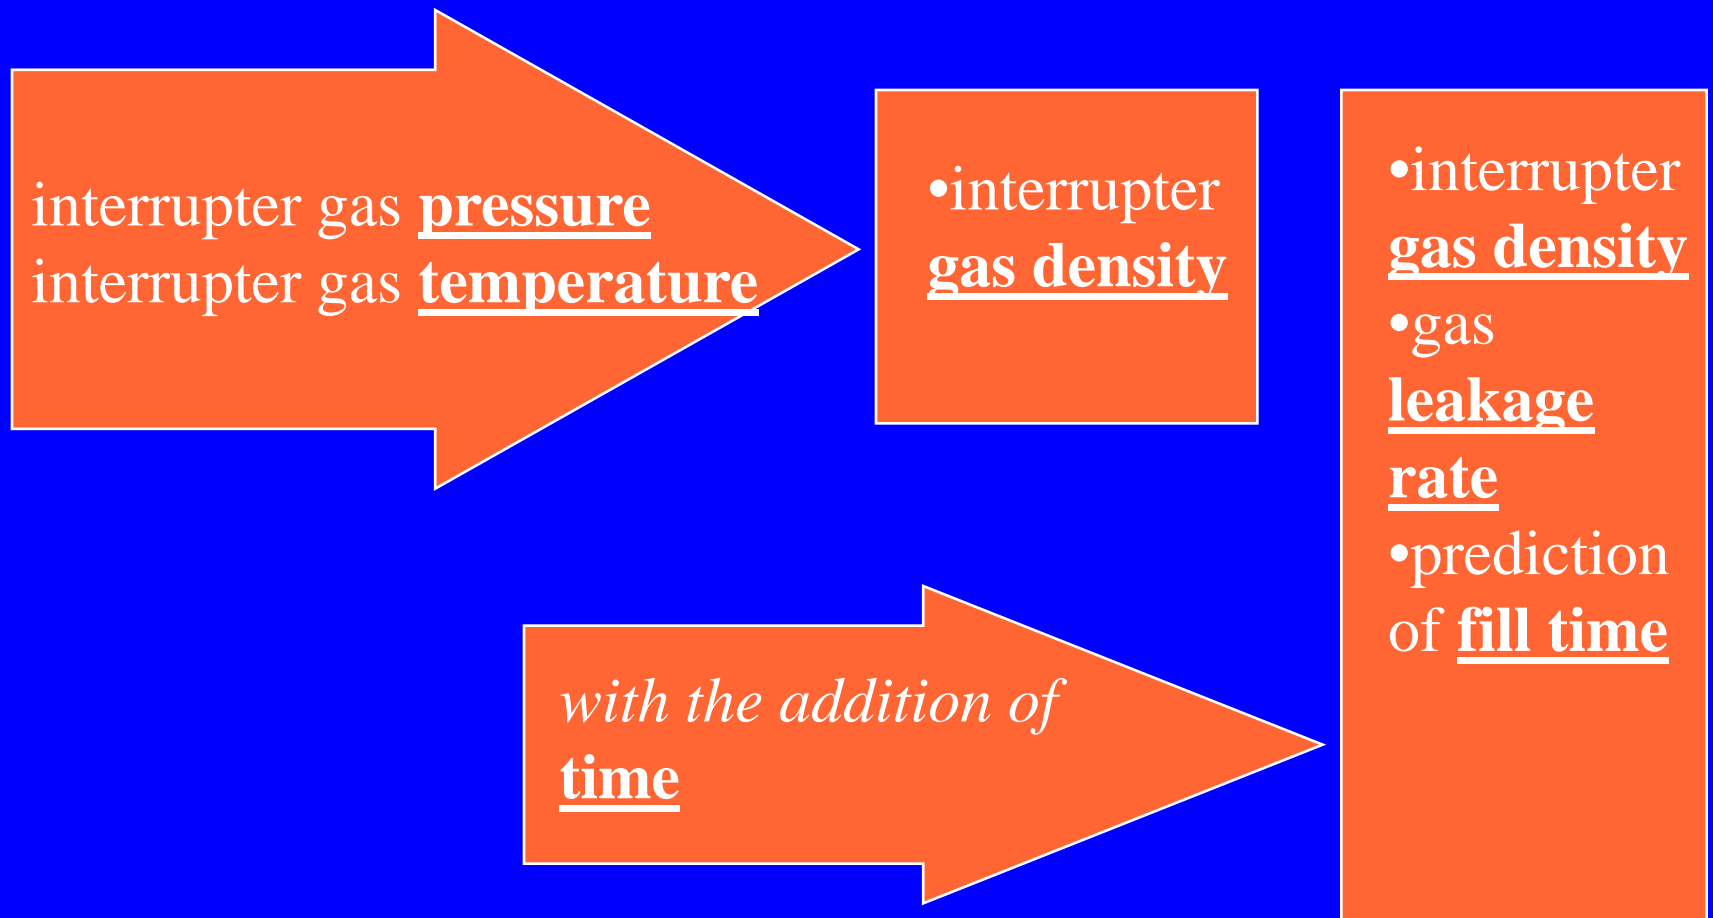 interrupter gas pressure
interrupter gas temperature
•interrupter
gas density
•interrupter
gas density
•gas
leakage
rate
•prediction
of fill time
with the addition of
time